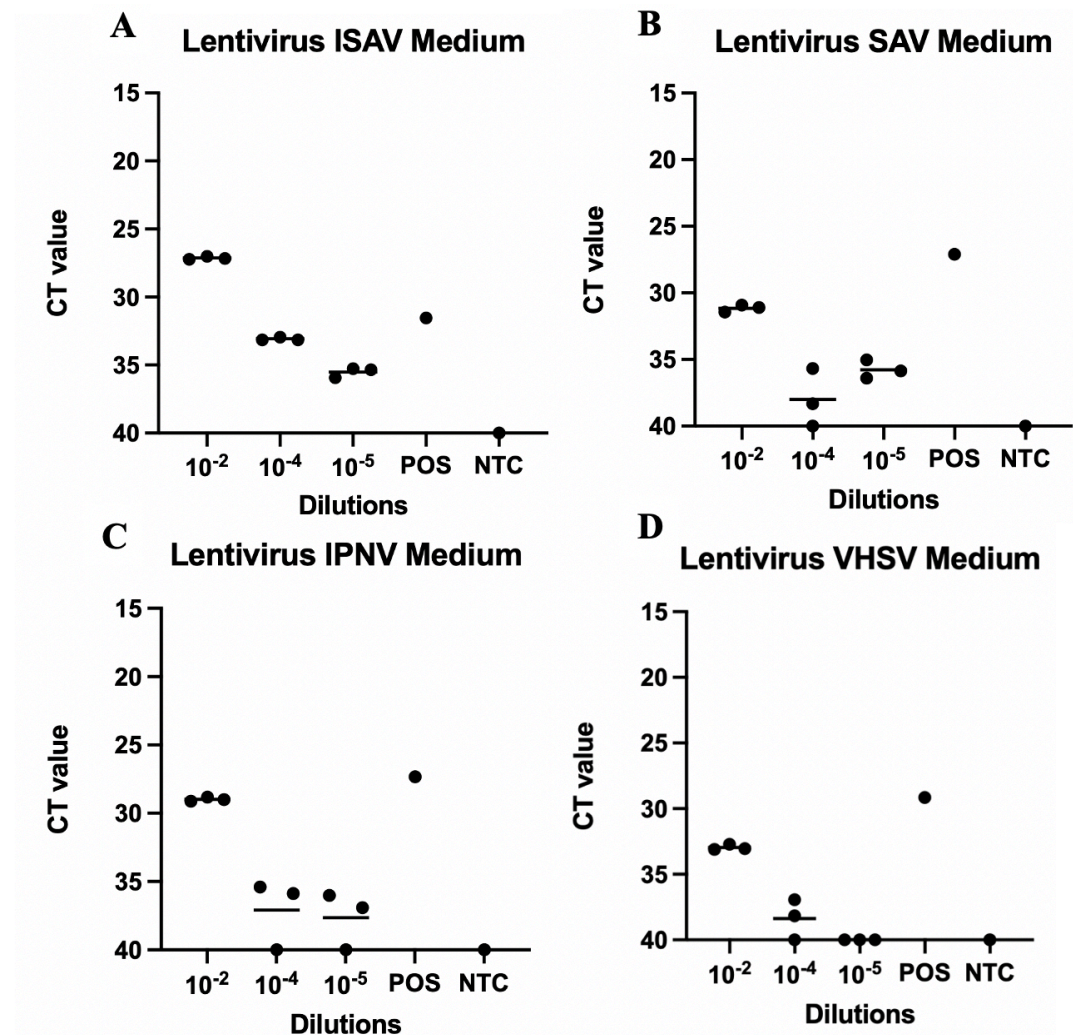 A
Lentivirus ISAV Medium
15
20
25
30
35
40
CT value
10⁻² 10⁻⁴ 10⁻⁵ POS NTC
Dilutions
B
Lentivirus SAV Medium
15
20
25
30
35
40
CT value
10⁻² 10⁻⁴ 10⁻⁵ POS NTC
Dilutions
C
Lentivirus IPNV Medium
15
20
25
30
35
40
CT value
10⁻² 10⁻⁴ 10⁻⁵ POS NTC
Dilutions
D
Lentivirus VHSV Medium
15
20
25
30
35
40
CT value
10⁻² 10⁻⁴ 10⁻⁵ POS NTC
Dilutions